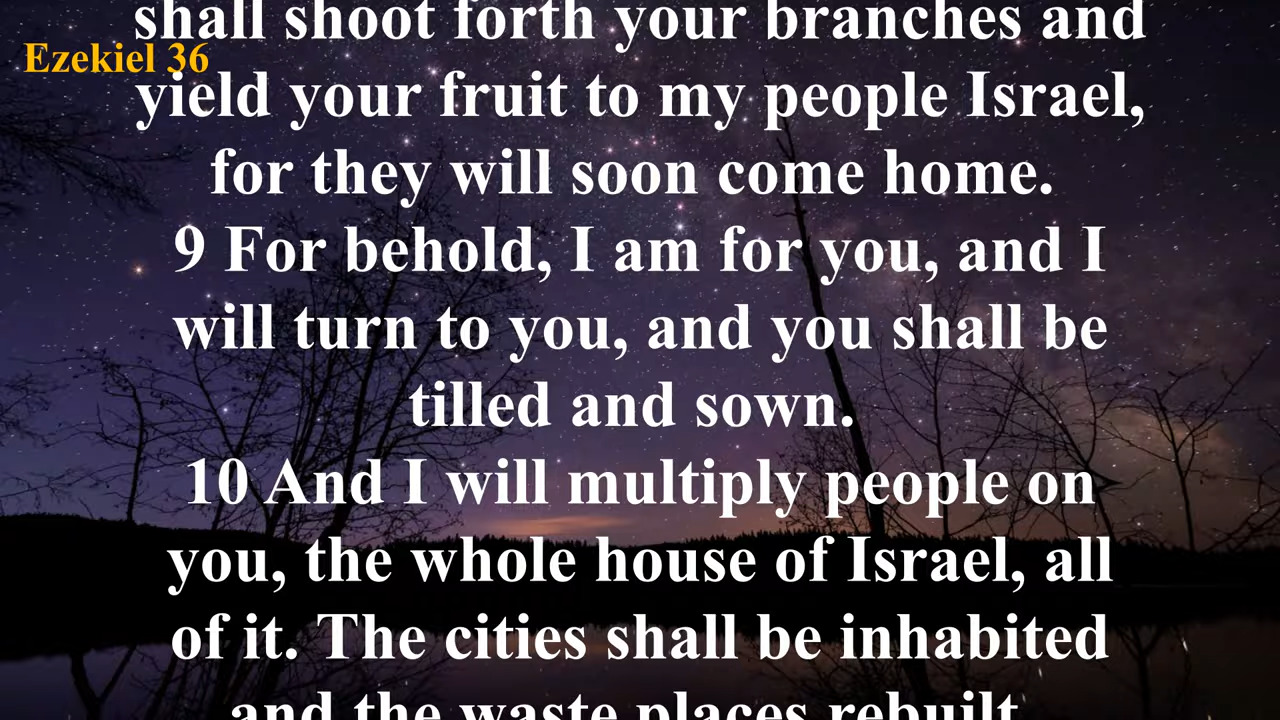 shall shoot forth your branches and
Ezekiel 36
yield your fruit to my people Israel,
for they will soon come home.
9 For behold, I am for you, and I
will turn to you, and you shall be
tilled and sown.
10 And I will multiply people on
you, the whole house of Israel, all
of it. The cities shall be inhabited
and the waste places rebuilt.